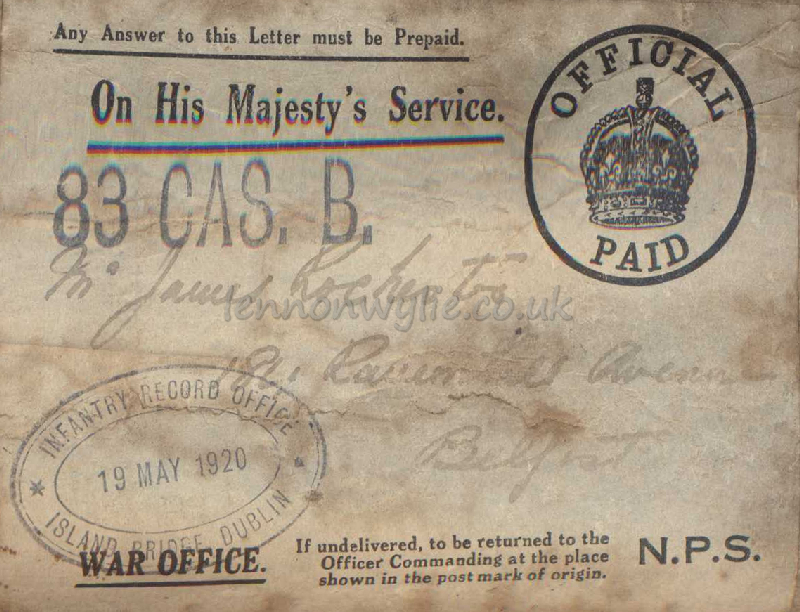 Any Answer to this Letter must be Prepaid.
On His Majesty's Service.
OFFICIAL
PAID
83 CAS. B.
Mr James
lennonwylie.co.uk
Avenue
Belfast
INFANTRY RECORD OFFICE
19 MAY 1920
ISLAND BRIDGE, DUBLIN
WAR OFFICE.
If undelivered, to be returned to the
Officer Commanding at the place
shown in the post mark of origin.
N.P.S.